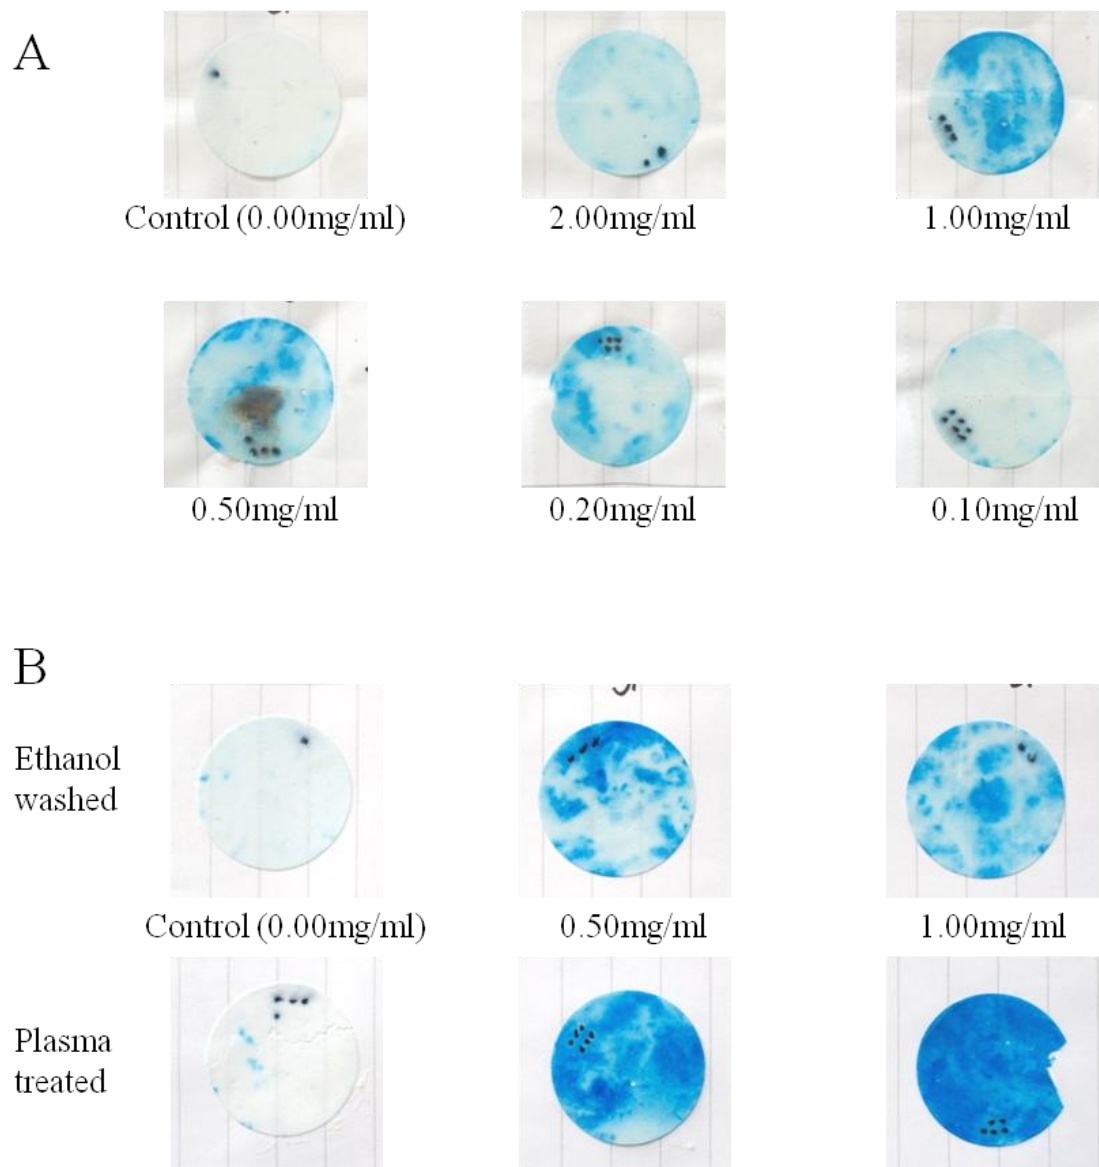 A
Control (0.00mg/ml)
2.00mg/ml
1.00mg/ml
0.50mg/ml
0.20mg/ml
0.10mg/ml
B
Ethanol
washed
Control (0.00mg/ml)
0.50mg/ml
1.00mg/ml
Plasma
treated